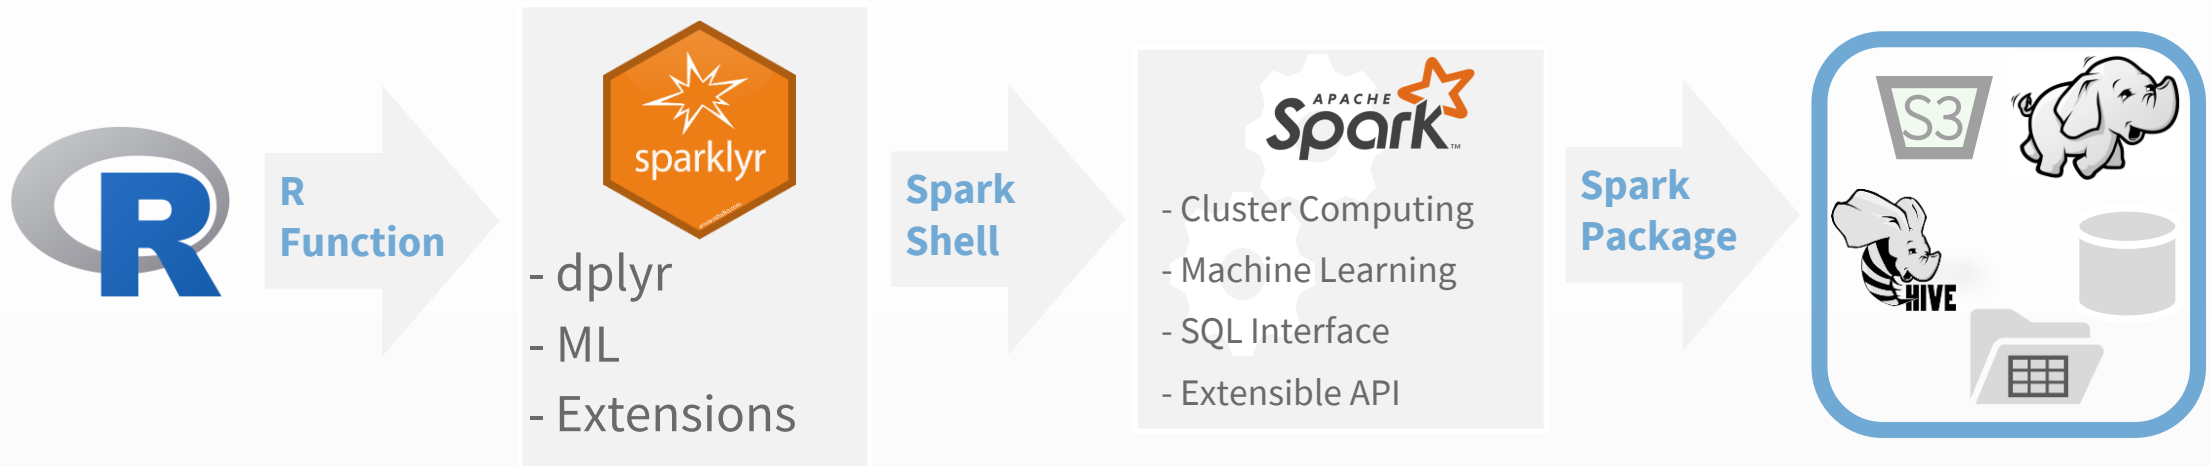 R
R
Function
sparklyr
- dplyr
- ML
- Extensions
Spark
Shell
APACHE
Spark™
- Cluster Computing
- Machine Learning
- SQL Interface
- Extensible API
Spark
Package
S3
HIVE